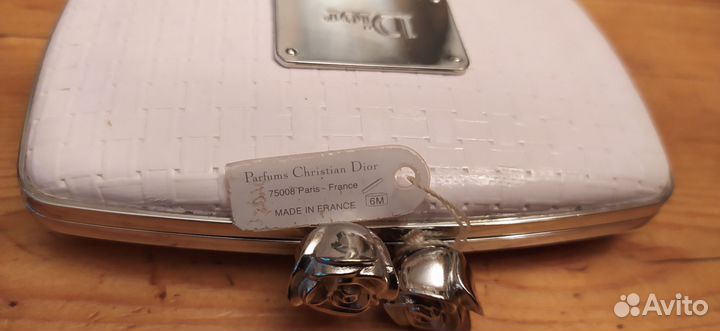 Parfums Christian Dior
75008 Paris - France
6M
MADE IN FRANCE
Avito